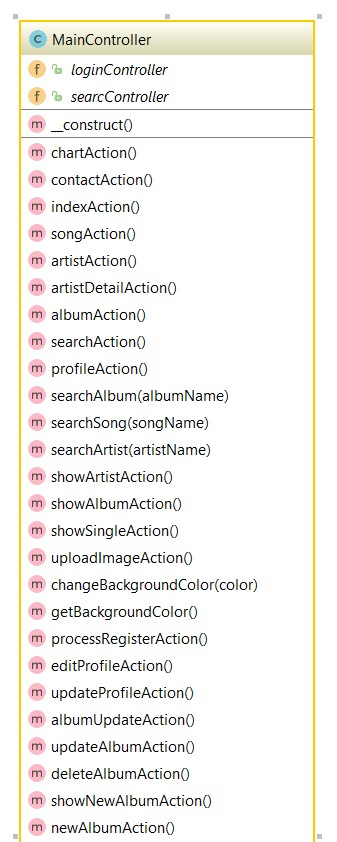 C MainController
f loginController
f searcController
m __construct()
m chartAction()
m contactAction()
m indexAction()
m songAction()
m artistAction()
m artistDetailAction()
m albumAction()
m searchAction()
m profileAction()
m searchAlbum(albumName)
m searchSong(songName)
m searchArtist(artistName)
m showArtistAction()
m showAlbumAction()
m showSingleAction()
m uploadImageAction()
m changeBackgroundColor(color)
m getBackgroundColor()
m processRegisterAction()
m editProfileAction()
m updateProfileAction()
m albumUpdateAction()
m updateAlbumAction()
m deleteAlbumAction()
m showNewAlbumAction()
m newAlbumAction()